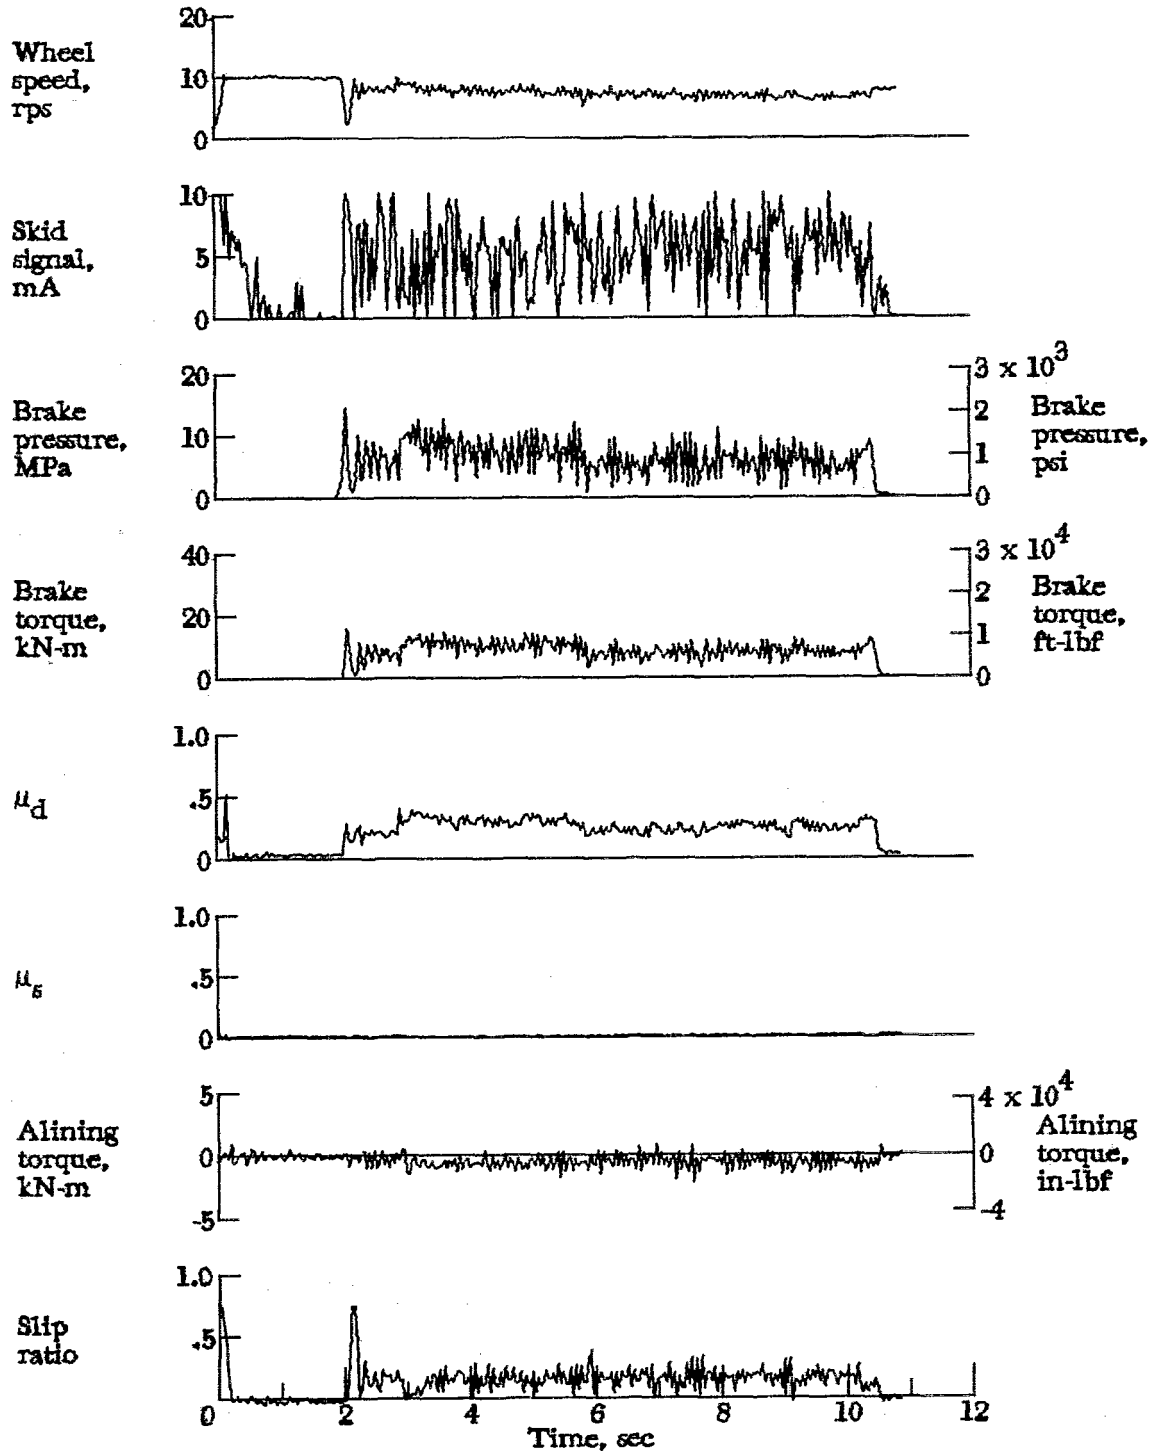 20
Wheel
speed,
rps
10
0
10
Skid
signal,
mA
5
0
20
3 x 10^3
Brake
pressure,
MPa
10
2
1
Brake
pressure,
psi
0
0
40
3 x 10^4
Brake
torque,
kN-m
20
2
1
Brake
torque,
ft-lbf
0
0
1.0
μd
.5
0
1.0
μs
.5
0
5
4 x 10^4
Alining
torque,
kN-m
0
0
Alining
torque,
in-lbf
-5
-4
1.0
Slip
ratio
.5
0 2 4 6 8 10 12
Time, sec